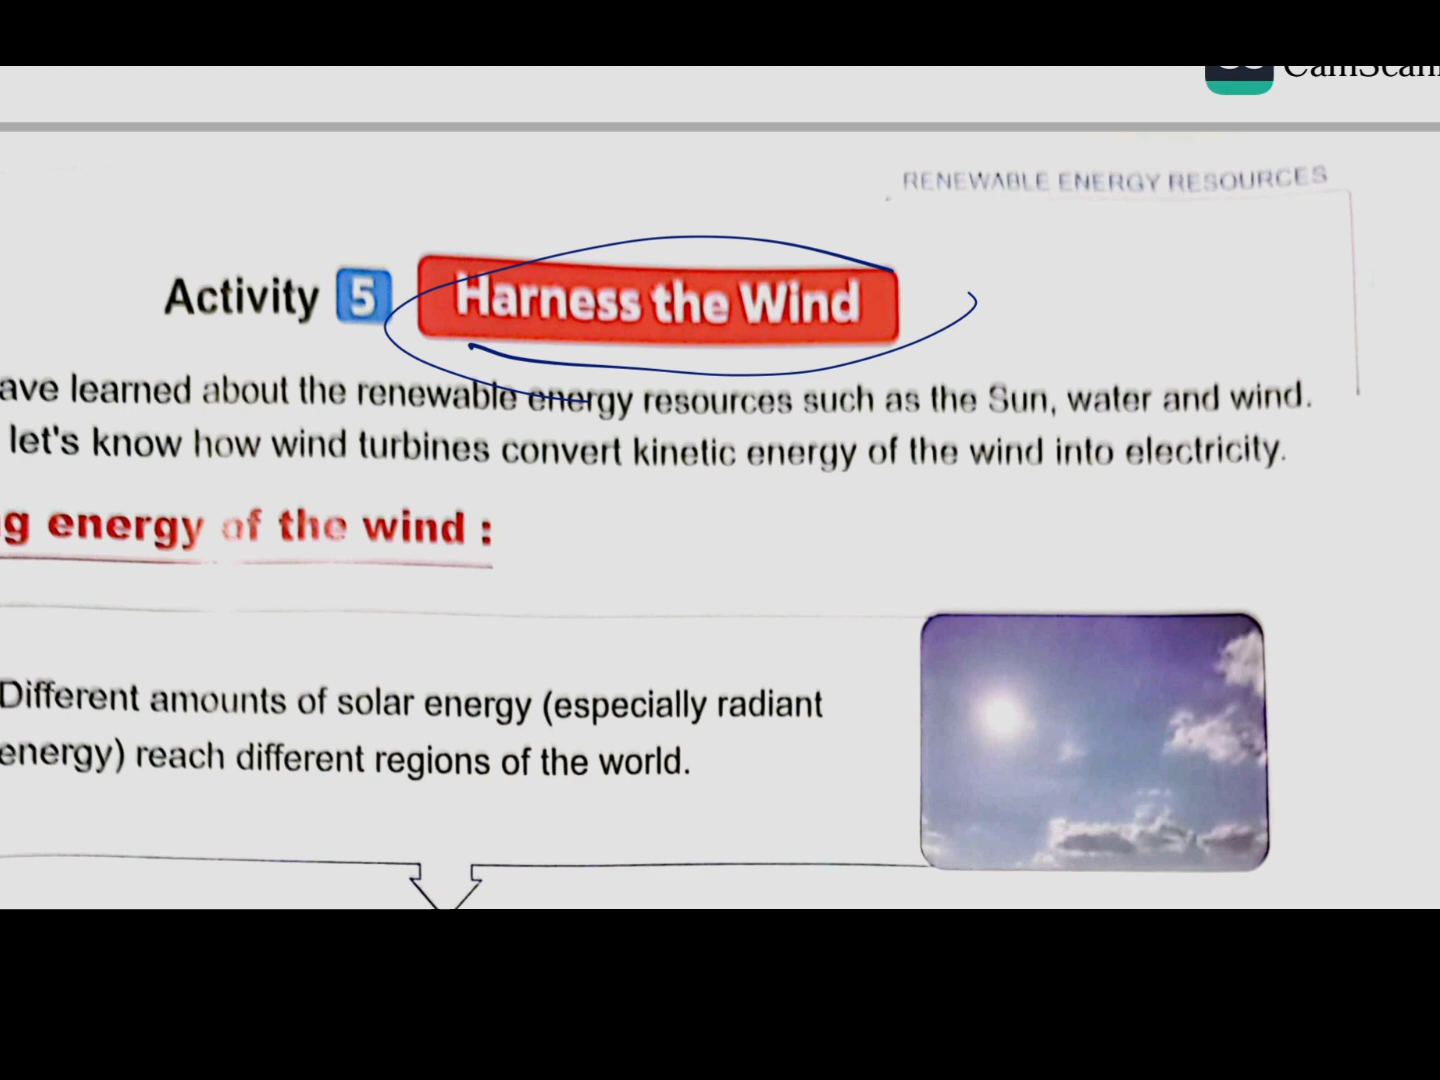 RENEWABLE ENERGY RESOURCES
Activity 5 Harness the Wind
ave learned about the renewable energy resources such as the Sun, water and wind.
let's know how wind turbines convert kinetic energy of the wind into electricity.
g energy of the wind :
Different amounts of solar energy (especially radiant
energy) reach different regions of the world.